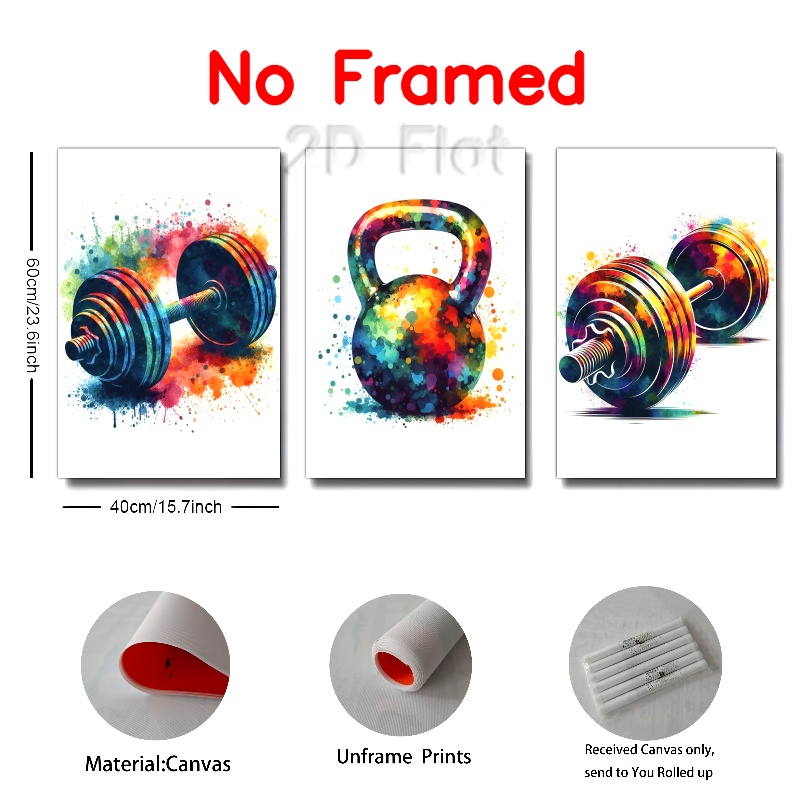 No Framed
2D Flat
60cm/23.6inch
40cm/15.7inch
Material:Canvas
Unframe Prints
Received Canvas only,
send to You Rolled up